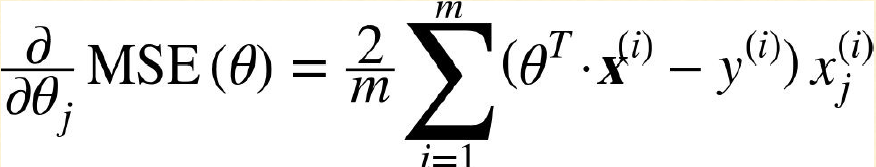 ∂/∂θ_j MSE (θ) = 2/m ∑_{i=1}^{m} (θ^T · x^{(i)} − y^{(i)}) x_j^{(i)}